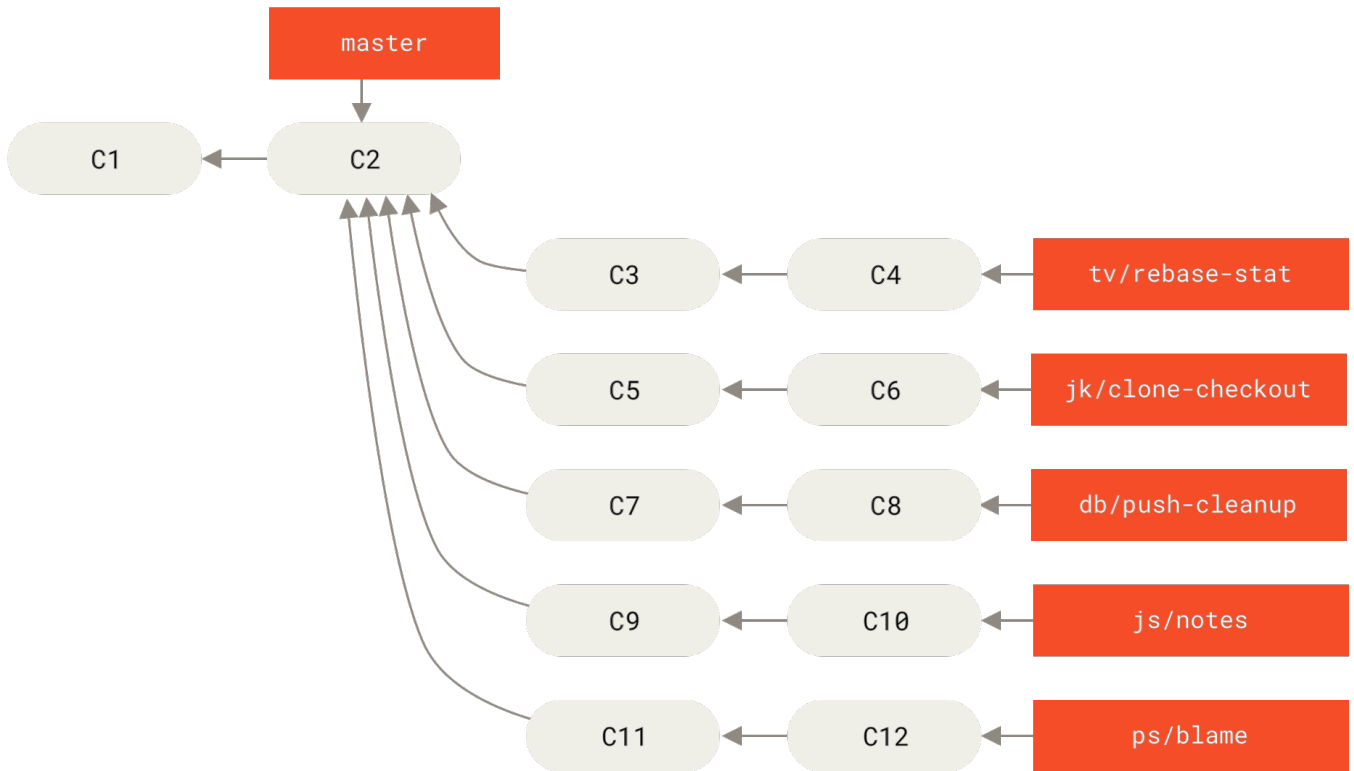 master
C1
C2
C3
C4
tv/rebase-stat
C5
C6
jk/clone-checkout
C7
C8
db/push-cleanup
C9
C10
js/notes
C11
C12
ps/blame